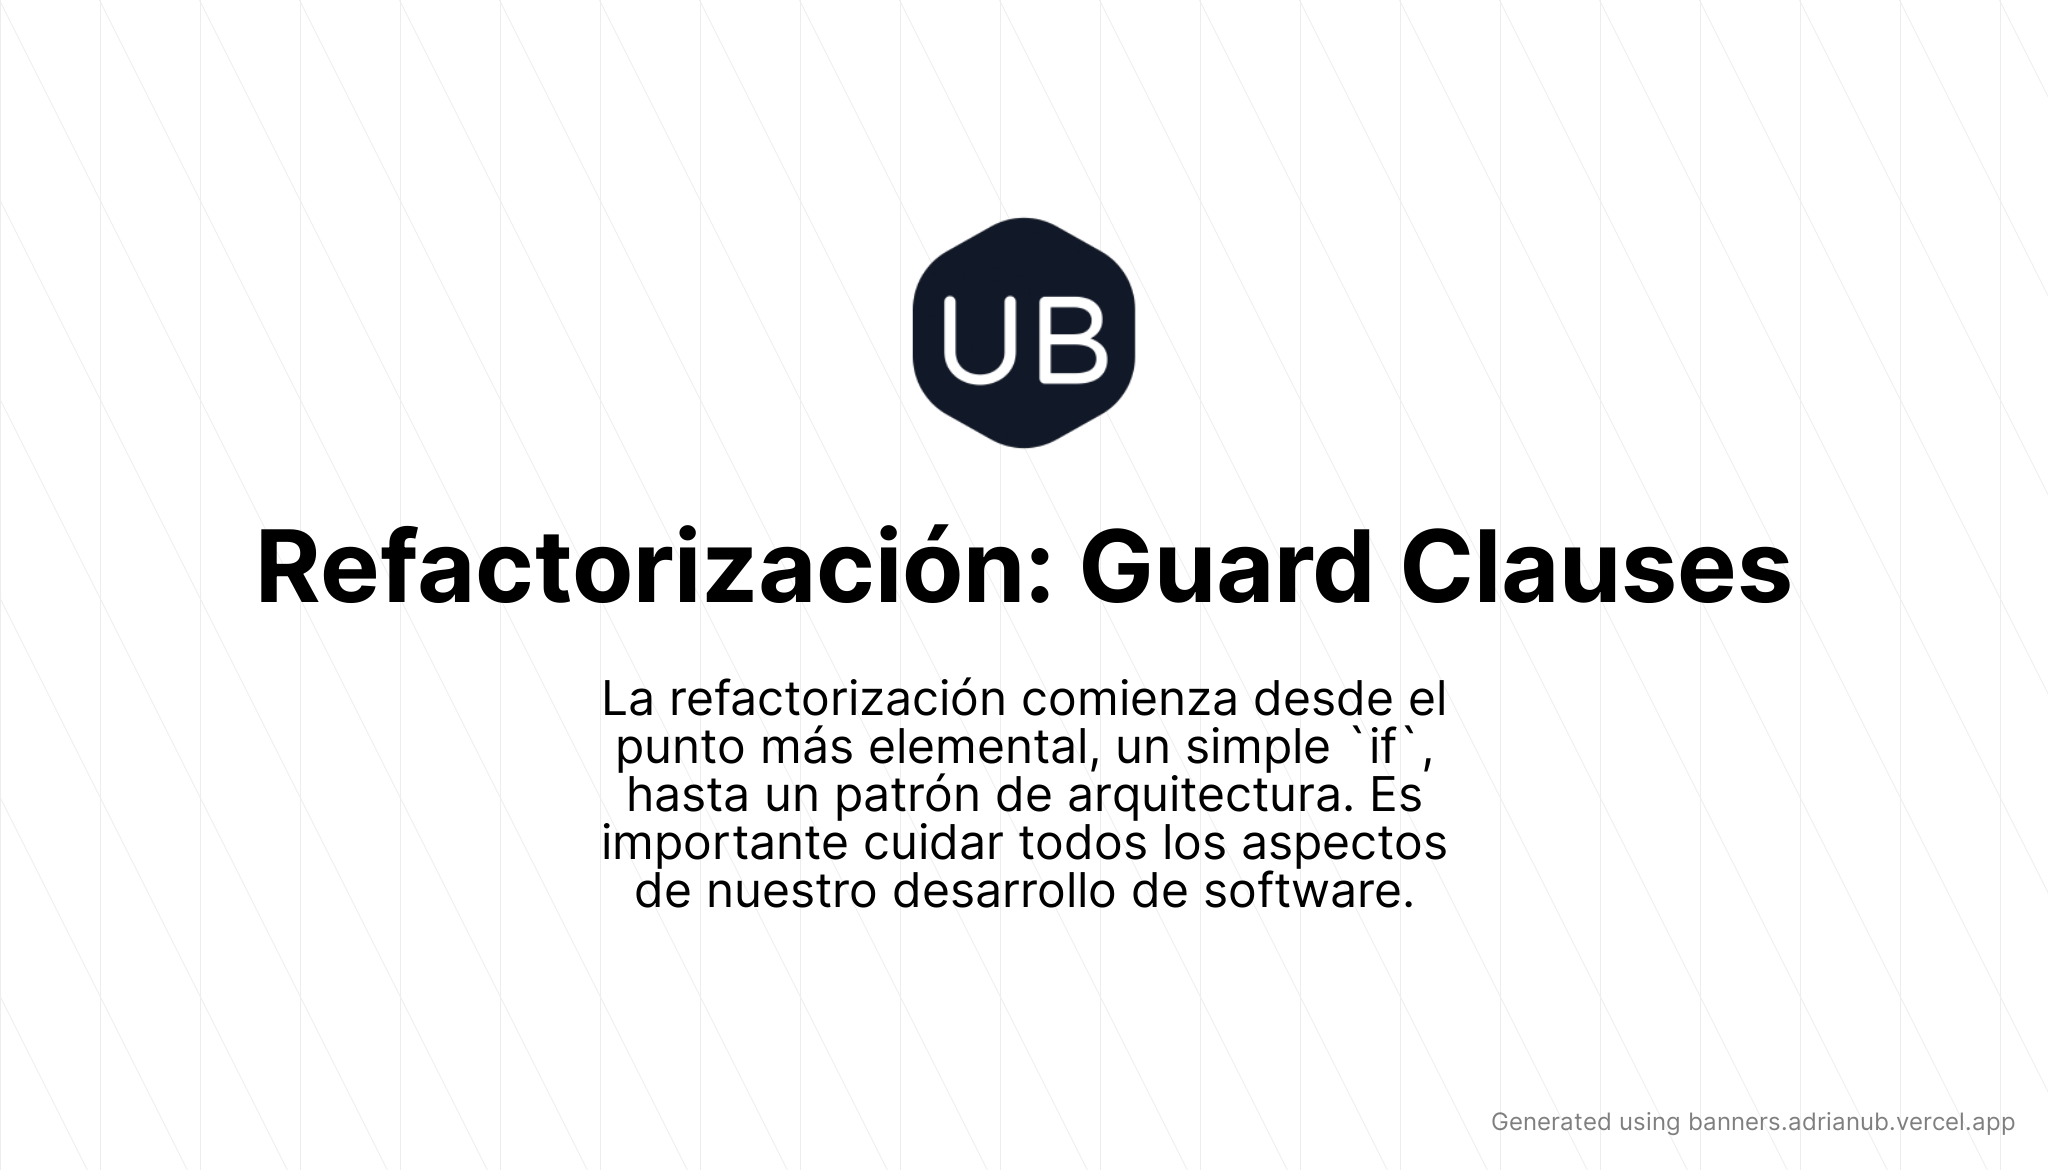 UB
Refactorización: Guard Clauses
La refactorización comienza desde el
punto más elemental, un simple `if`,
hasta un patrón de arquitectura. Es
importante cuidar todos los aspectos
de nuestro desarrollo de software.
Generated using banners.adrianub.vercel.app